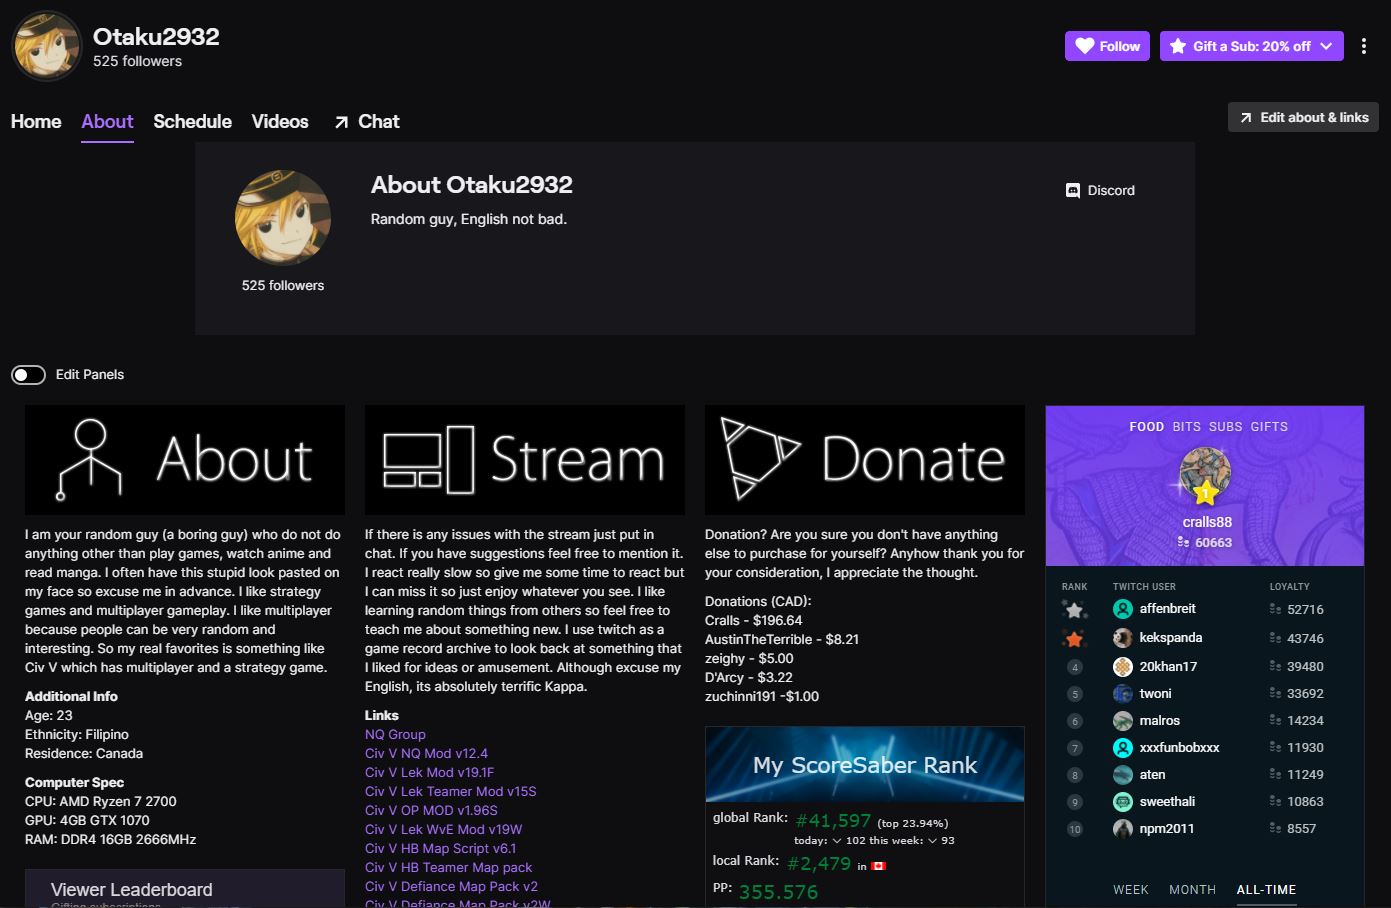 Otaku2932
525 followers
Follow
Gift a Sub: 20% off
Home About Schedule Videos Chat
Edit about & links
About Otaku2932
Random guy, English not bad.
Discord
525 followers
Edit Panels
About
I am your random guy (a boring guy) who do not do
anything other than play games, watch anime and
read manga. I often have this stupid look pasted on
my face so excuse me in advance. I like strategy
games and multiplayer gameplay. I like multiplayer
because people can be very random and
interesting. So my real favorites is something like
Civ V which has multiplayer and a strategy game.
Additional Info
Age: 23
Ethnicity: Filipino
Residence: Canada
Computer Spec
CPU: AMD Ryzen 7 2700
GPU: 4GB GTX 1070
RAM: DDR4 16GB 2666MHz
Viewer Leaderboard
Gifting subscriptions
Stream
If there is any issues with the stream just put in
chat. If you have suggestions feel free to mention it.
I react really slow so give me some time to react but
I can miss it so just enjoy whatever you see. I like
learning random things from others so feel free to
teach me about something new. I use twitch as a
game record archive to look back at something that
I liked for ideas or amusement. Although excuse my
English, its absolutely terrific Kappa.
Links
NQ Group
Civ V NQ Mod v12.4
Civ V Lek Mod v19.1F
Civ V Lek Teamer Mod v15S
Civ V OP MOD v1.96S
Civ V Lek WvE Mod v19W
Civ V HB Map Script v6.1
Civ V HB Teamer Map pack
Civ V Defiance Map Pack v2
Civ V Defiance Map Pack v2W
Donate
Donation? Are you sure you don't have anything
else to purchase for yourself? Anyhow thank you for
your consideration, I appreciate the thought.
Donations (CAD):
Cralls - $196.64
AustinTheTerrible - $8.21
zeighy - $5.00
D'Arcy - $3.22
zuchinni191 -$1.00
My ScoreSaber Rank
global Rank: #41,597 (top 23.94%)
today: 102 this week: 93
local Rank: #2,479 in
PP: 355.576
FOOD BITS SUBS GIFTS
1
cralls88
60663
RANK TWITCH USER LOYALTY
affenbreit 52716
kekspanda 43746
4 20khan17 39480
5 twoni 33692
6 malros 14234
7 xxxfunbobxxx 11930
8 aten 11249
9 sweethali 10863
10 npm2011 8557
WEEK MONTH ALL-TIME